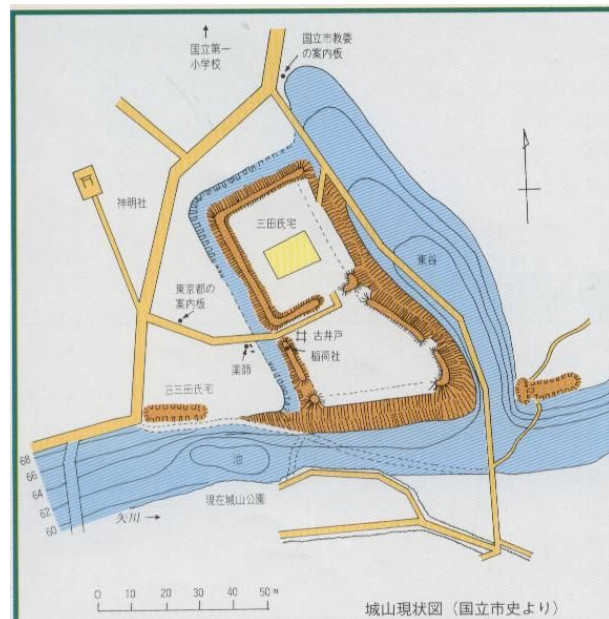 国立第一
小学校
国立市教委
の案内板
神明社
三田氏宅
東谷
東京都の
案内板
古井戸
稲荷社
薬師
旧三田氏宅
68
66
64
62
60
池
矢川
現在城山公園
0 10 20 30 40 50 m
城山現状図（国立市史より）